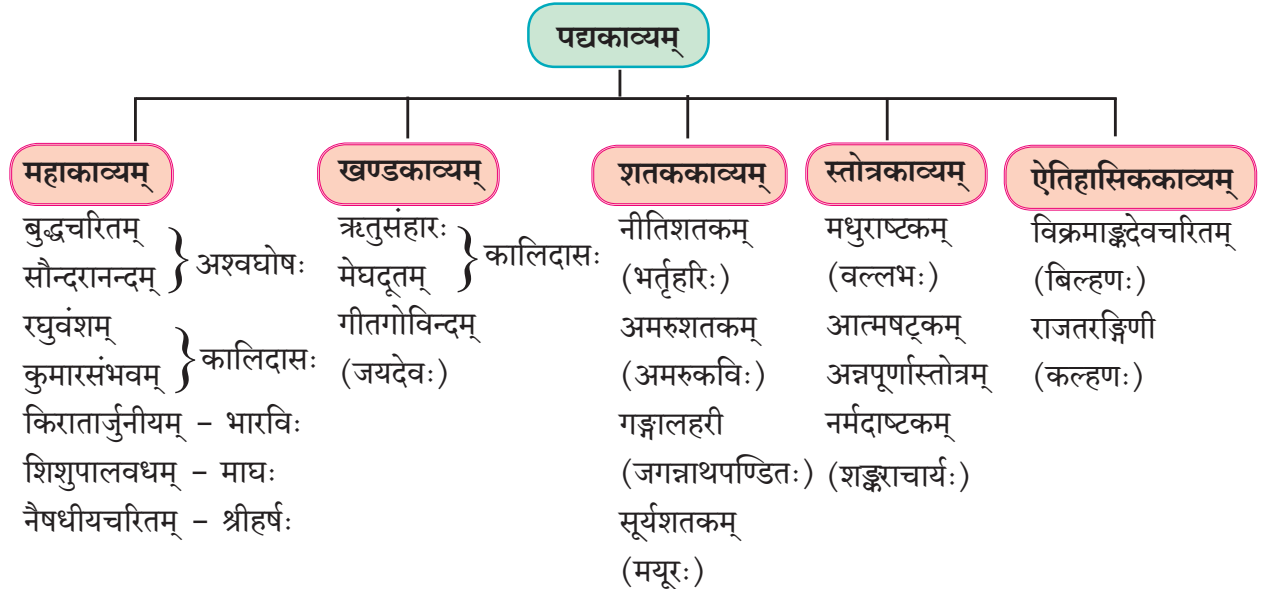 पद्यकाव्यम्
महाकाव्यम्
बुद्धचरितम्
सौन्दरानन्दम्
अश्वघोषः
रघुवंशम्
कुमारसंभवम्
कालिदासः
किरातार्जुनीयम् – भारविः
शिशुपालवधम् – माघः
नैषधीयचरितम् – श्रीहर्षः
खण्डकाव्यम्
ऋतुसंहारः
मेघदूतम्
कालिदासः
गीतगोविन्दम्
(जयदेवः)
शतककाव्यम्
नीतिशतकम्
(भर्तृहरिः)
अमरुशतकम्
(अमरुकविः)
गङ्गालहरी
(जगन्नाथपण्डितः)
सूर्यशतकम्
(मयूरः)
स्तोत्रकाव्यम्
मधुराष्टकम्
(वल्लभः)
आत्मषट्कम्
अन्नपूर्णास्तोत्रम्
नर्मदाष्टकम्
(शङ्कराचार्यः)
ऐतिहासिककाव्यम्
विक्रमाङ्कदेवचरितम्
(बिल्हणः)
राजतरङ्गिणी
(कल्हणः)